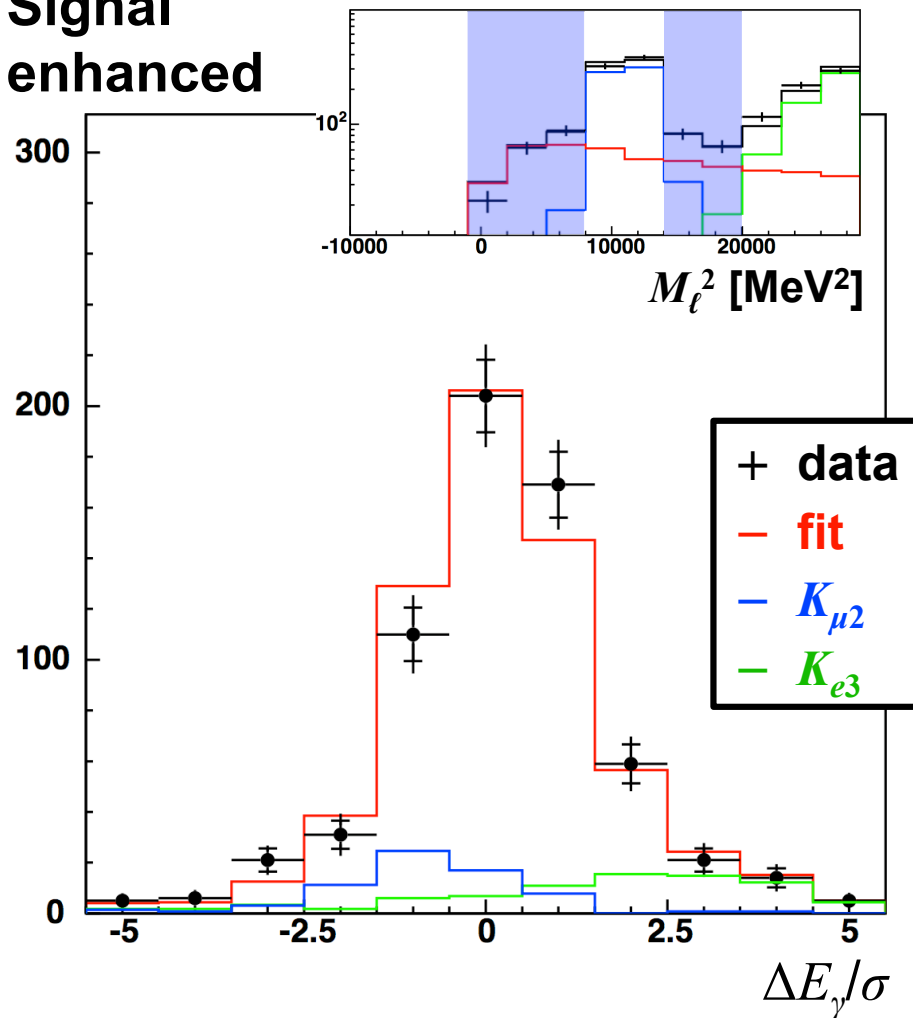 Signal
enhanced
10²
-10000 0 10000 20000
Mℓ² [MeV²]
300
200
100
0
data
fit
Kμ2
Ke3
-5 -2.5 0 2.5 5
ΔEγ/σ